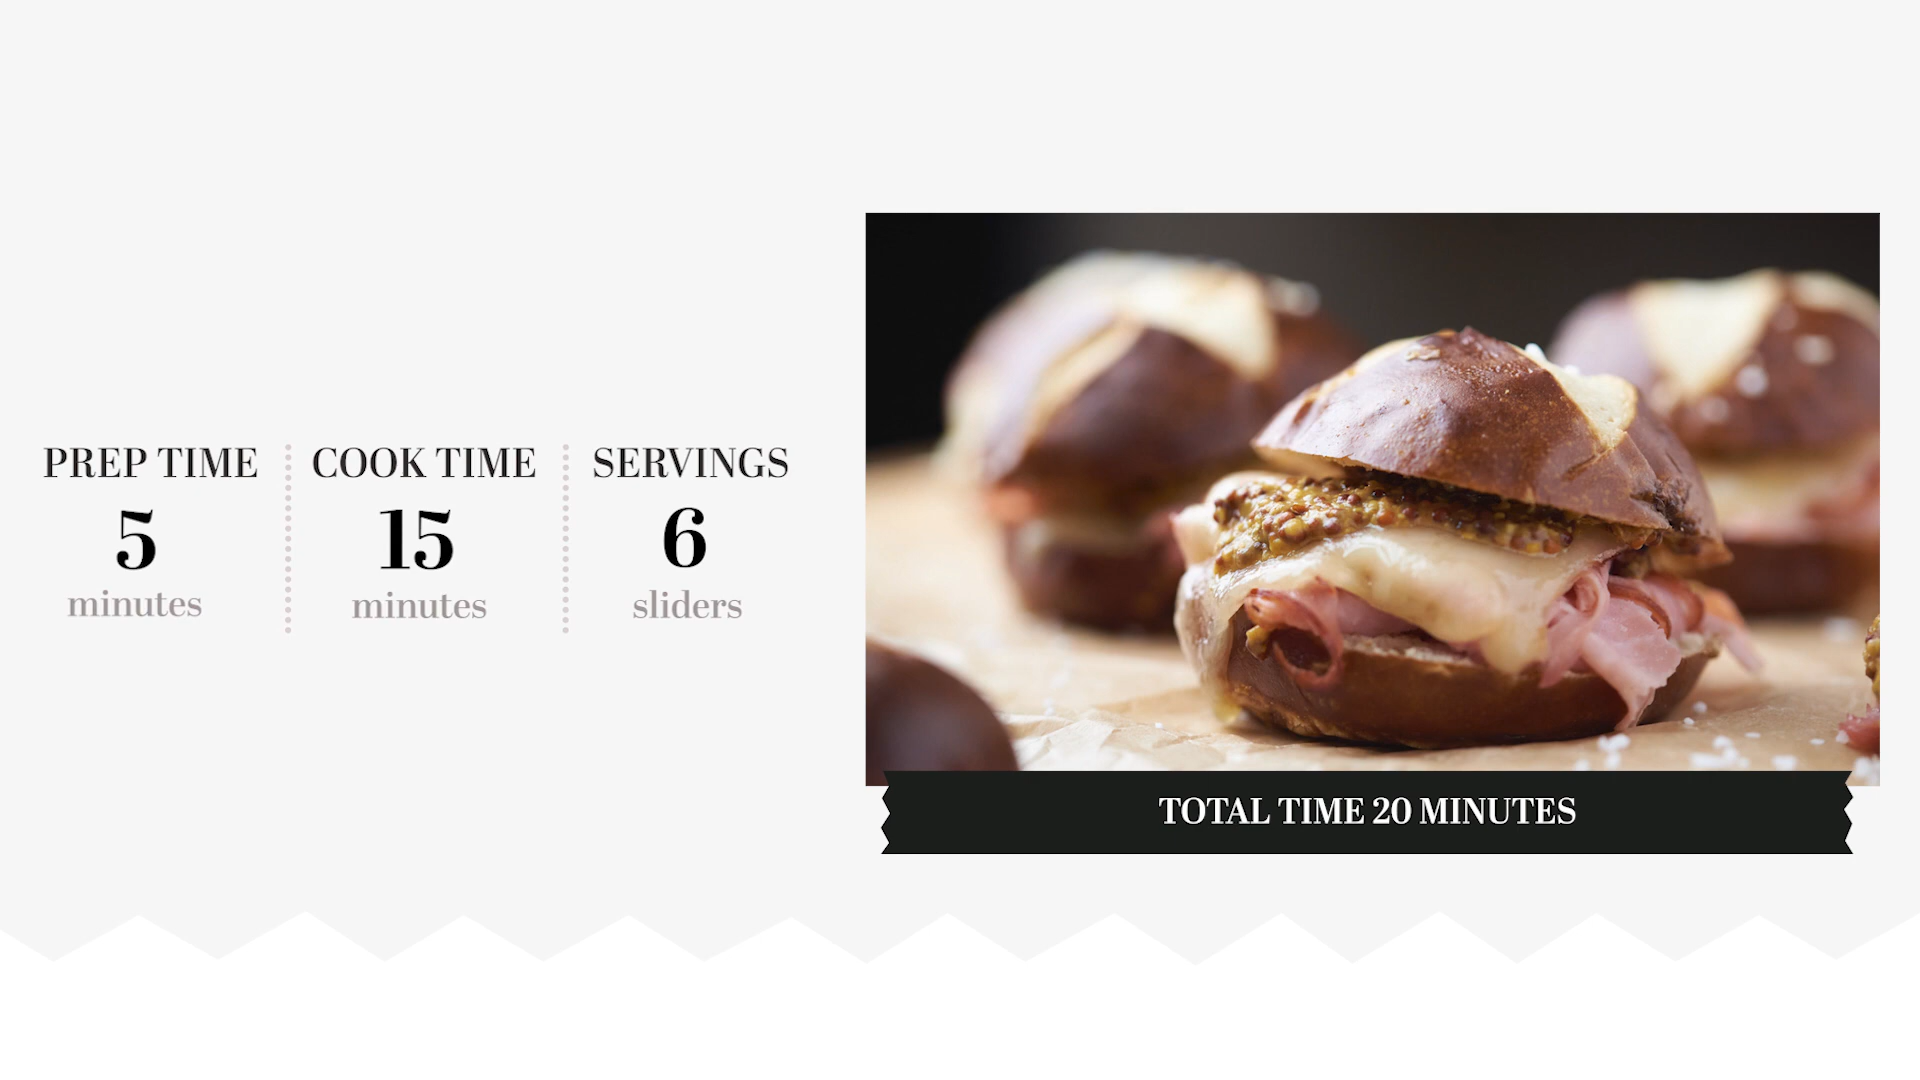 PREP TIME
5
minutes
COOK TIME
15
minutes
SERVINGS
6
sliders
TOTAL TIME 20 MINUTES